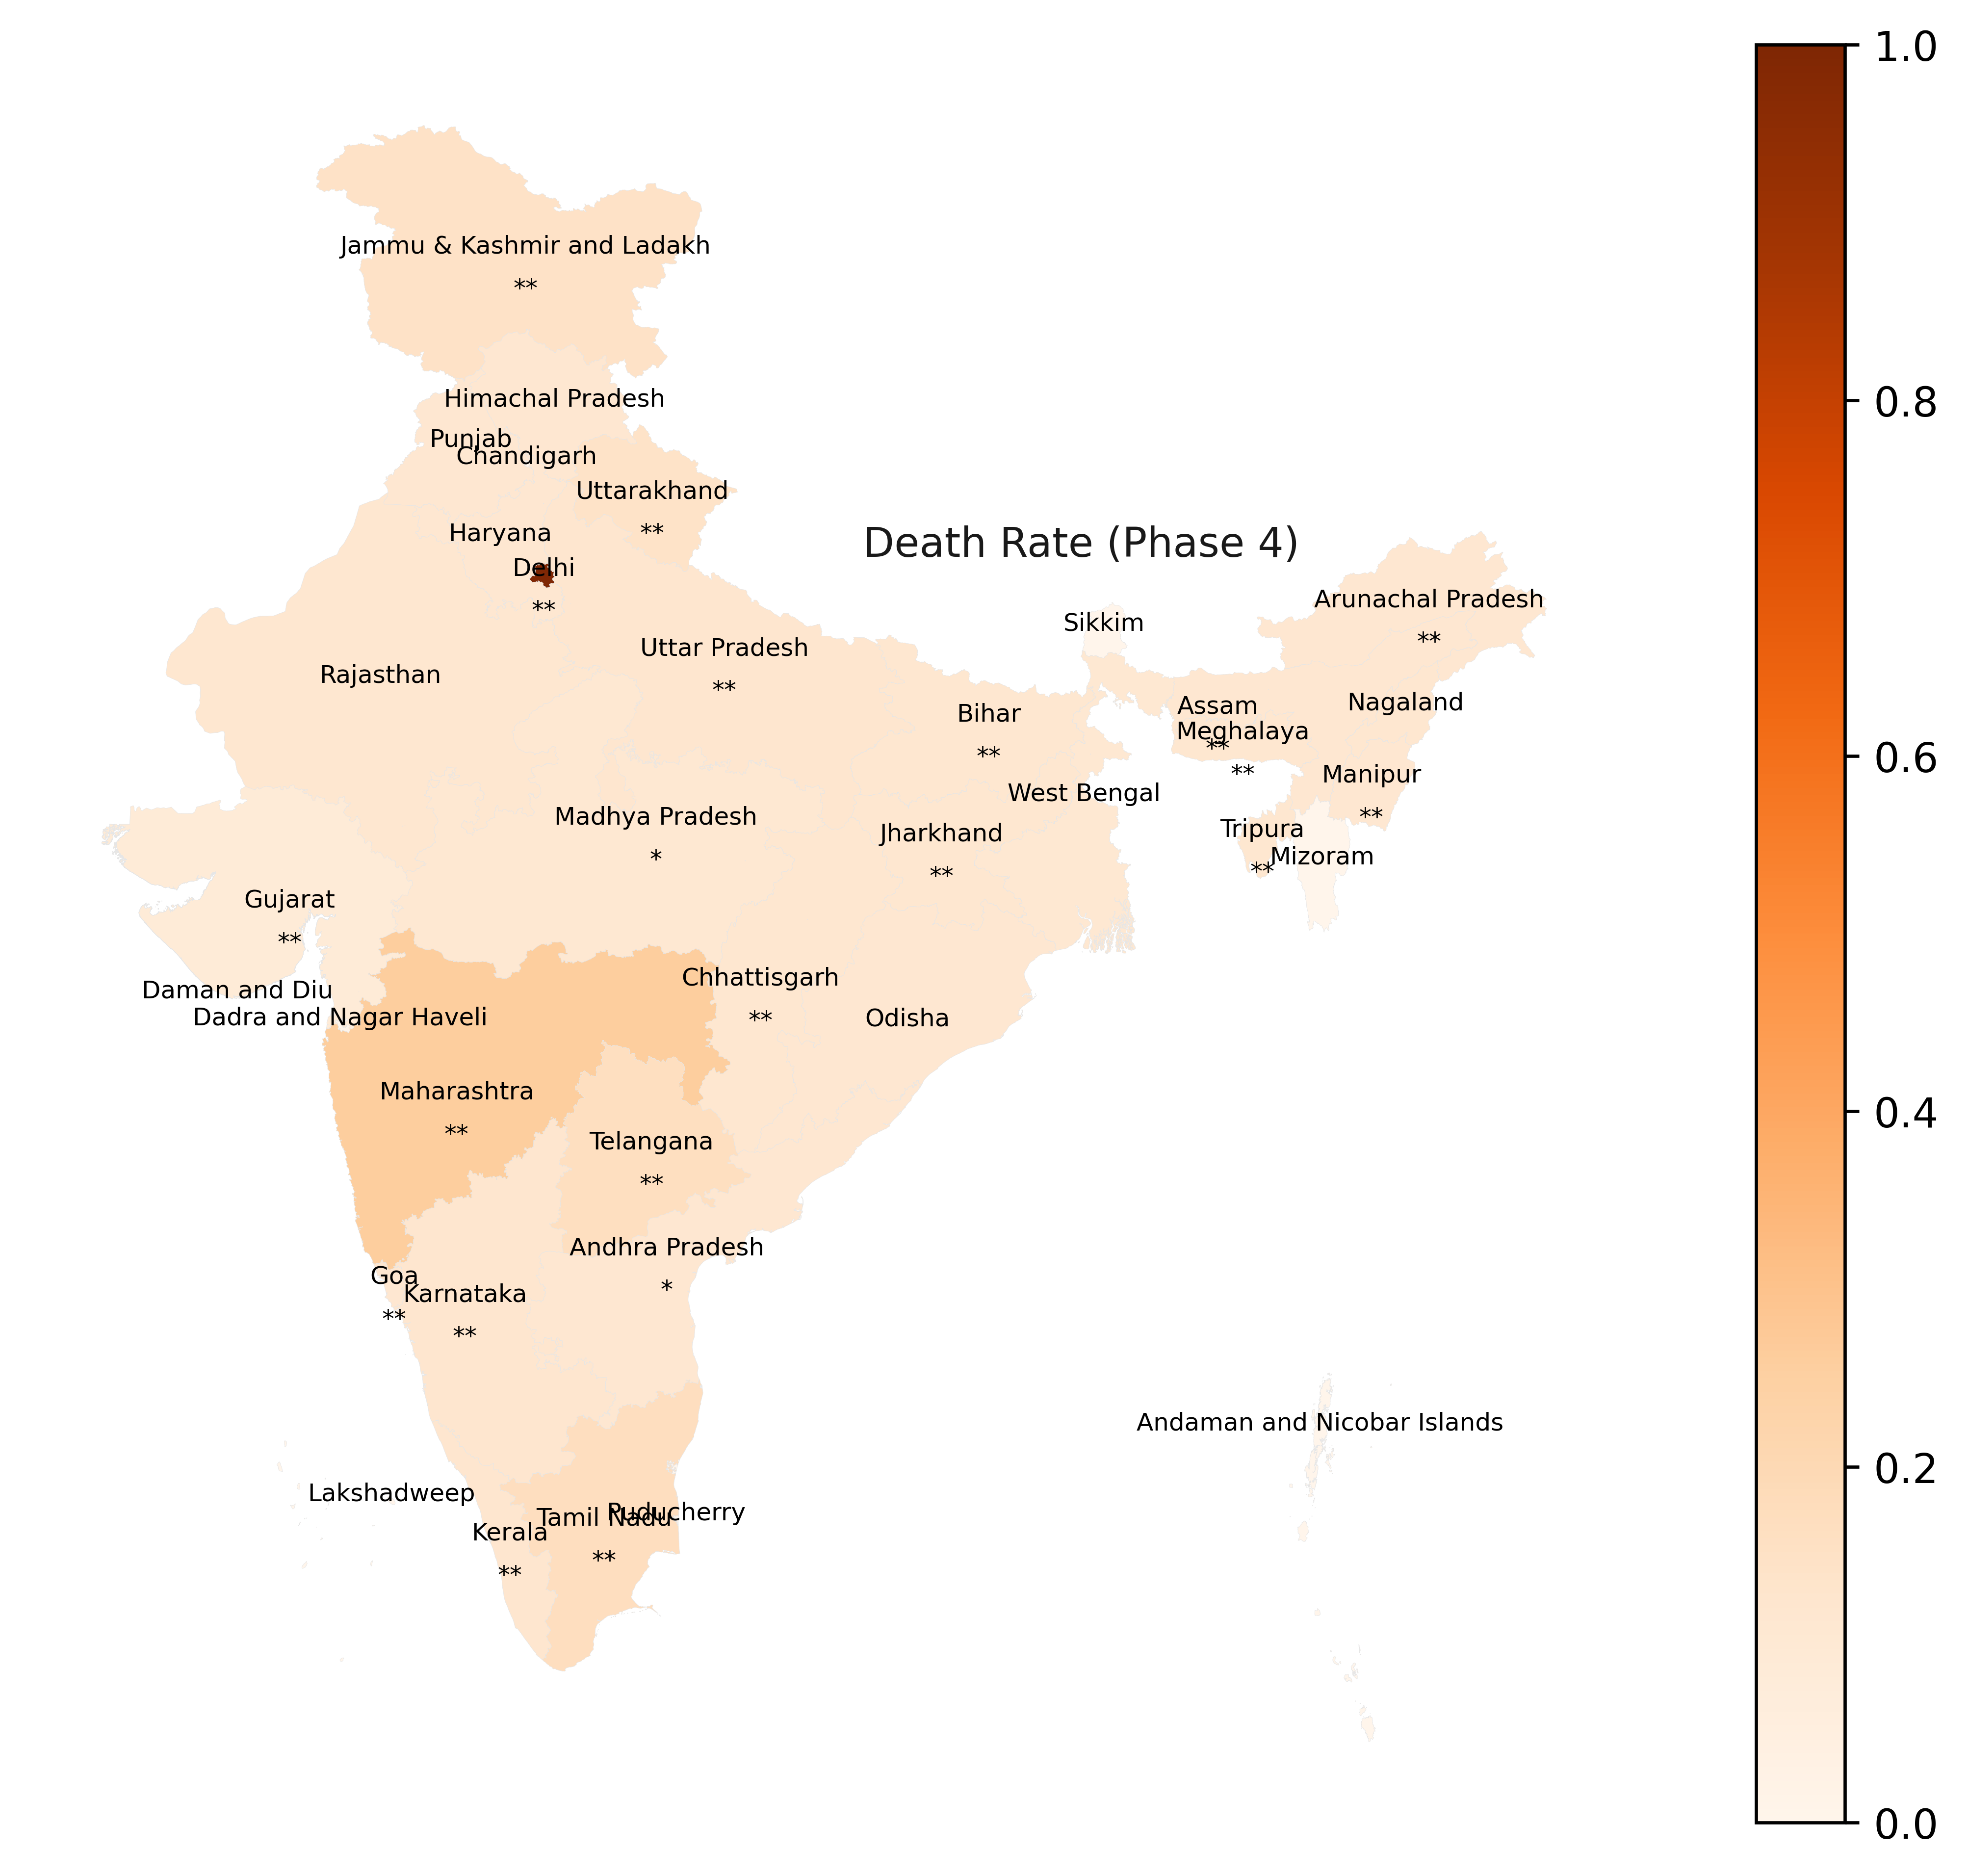 1.0
0.8
0.6
0.4
0.2
0.0
Death Rate (Phase 4)
Jammu & Kashmir and Ladakh
**
Himachal Pradesh
Punjab
Chandigarh
Uttarakhand
**
Haryana
Delhi
**
Arunachal Pradesh
**
Sikkim
Uttar Pradesh
**
Rajasthan
Nagaland
Assam
**
Meghalaya
**
Bihar
**
Manipur
**
West Bengal
Madhya Pradesh
*
Jharkhand
**
Tripura
**
Mizoram
Gujarat
**
Chhattisgarh
**
Daman and Diu
Dadra and Nagar Haveli
Odisha
Maharashtra
**
Telangana
**
Andhra Pradesh
*
Goa
**
Karnataka
**
Andaman and Nicobar Islands
Lakshadweep
Puducherry
Tamil Nadu
**
Kerala
**